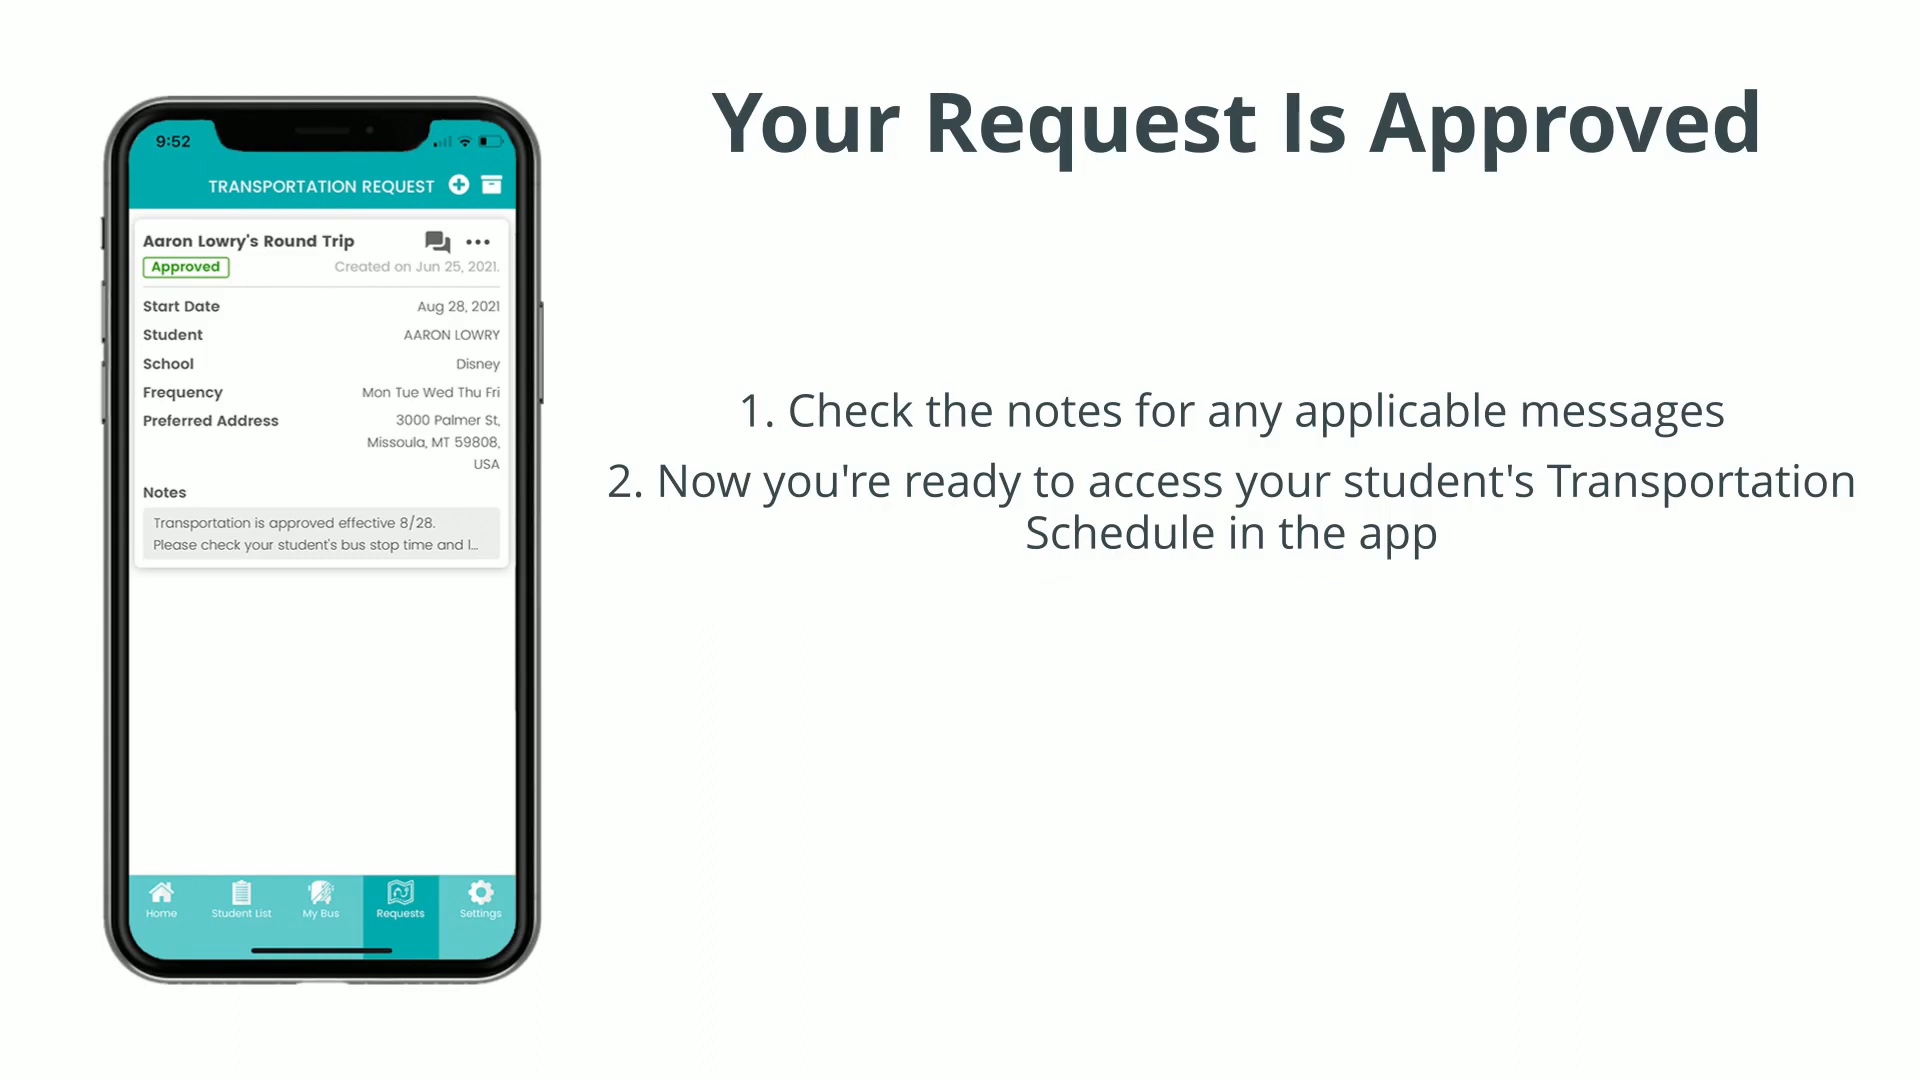 Your Request Is Approved
1. Check the notes for any applicable messages
2. Now you're ready to access your student's Transportation
Schedule in the app
9:52
TRANSPORTATION REQUEST
Aaron Lowry's Round Trip
Approved
Created on Jun 25, 2021.
Start Date Aug 28, 2021
Student AARON LOWRY
School Disney
Frequency Mon Tue Wed Thu Fri
Preferred Address 3000 Palmer St,
Missoula, MT 59808,
USA
Notes
Transportation is approved effective 8/28.
Please check your student's bus stop time and l...
Home Student List My Bus Requests Settings